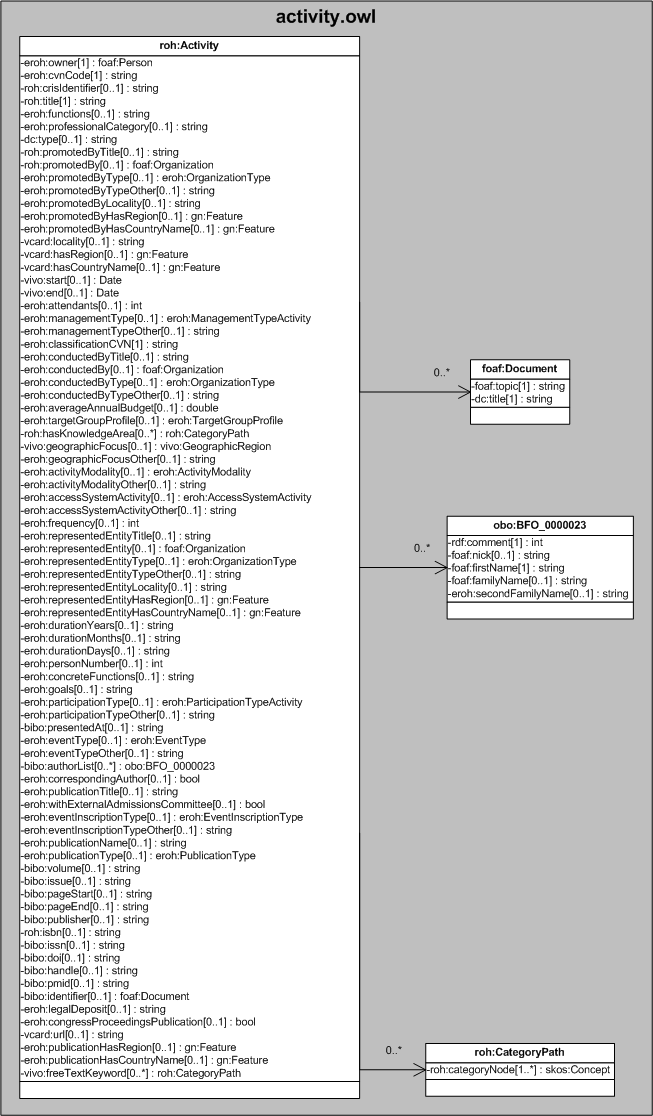 activity.owl
roh:Activity
-eroh:owner[1] : foaf:Person
-eroh:cvnCode[1] : string
-roh:crisIdentifier[0..1] : string
-roh:title[1] : string
-eroh:functions[0..1] : string
-eroh:professionalCategory[0..1] : string
-dc:type[0..1] : string
-roh:promotedByTitle[0..1] : string
-roh:promotedBy[0..1] : foaf:Organization
-eroh:promotedByType[0..1] : eroh:OrganizationType
-eroh:promotedByTypeOther[0..1] : string
-eroh:promotedByLocality[0..1] : string
-eroh:promotedByHasRegion[0..1] : gn:Feature
-eroh:promotedByHasCountryName[0..1] : gn:Feature
-vcard:locality[0..1] : string
-vcard:hasRegion[0..1] : gn:Feature
-vcard:hasCountryName[0..1] : gn:Feature
-vivo:start[0..1] : Date
-vivo:end[0..1] : Date
-eroh:attendants[0..1] : int
-eroh:managementType[0..1] : eroh:ManagementTypeActivity
-eroh:managementTypeOther[0..1] : string
-eroh:classificationCVN[1] : string
-eroh:conductedByTitle[0..1] : string
-eroh:conductedBy[0..1] : foaf:Organization
-eroh:conductedByType[0..1] : eroh:OrganizationType
-eroh:conductedByTypeOther[0..1] : string
-eroh:averageAnnualBudget[0..1] : double
-eroh:targetGroupProfile[0..1] : eroh:TargetGroupProfile
-roh:hasKnowledgeArea[0..*] : roh:CategoryPath
-vivo:geographicFocus[0..1] : vivo:GeographicRegion
-eroh:geographicFocusOther[0..1] : string
-eroh:activityModality[0..1] : eroh:ActivityModality
-eroh:activityModalityOther[0..1] : string
-eroh:accessSystemActivity[0..1] : eroh:AccessSystemActivity
-eroh:accessSystemActivityOther[0..1] : string
-eroh:frequency[0..1] : int
-eroh:representedEntityTitle[0..1] : string
-eroh:representedEntity[0..1] : foaf:Organization
-eroh:representedEntityType[0..1] : eroh:OrganizationType
-eroh:representedEntityTypeOther[0..1] : string
-eroh:representedEntityLocality[0..1] : string
-eroh:representedEntityHasRegion[0..1] : gn:Feature
-eroh:representedEntityHasCountryName[0..1] : gn:Feature
-eroh:durationYears[0..1] : string
-eroh:durationMonths[0..1] : string
-eroh:durationDays[0..1] : string
-eroh:personNumber[0..1] : int
-eroh:concreteFunctions[0..1] : string
-eroh:goals[0..1] : string
-eroh:participationType[0..1] : eroh:ParticipationTypeActivity
-eroh:participationTypeOther[0..1] : string
-bibo:presentedAt[0..1] : string
-eroh:eventType[0..1] : eroh:EventType
-eroh:eventTypeOther[0..1] : string
-bibo:authorList[0..*] : obo:BFO_0000023
-eroh:correspondingAuthor[0..1] : bool
-eroh:publicationTitle[0..1] : string
-eroh:withExternalAdmissionsCommittee[0..1] : bool
-eroh:eventInscriptionType[0..1] : eroh:EventInscriptionType
-eroh:eventInscriptionTypeOther[0..1] : string
-eroh:publicationName[0..1] : string
-eroh:publicationType[0..1] : eroh:PublicationType
-bibo:volume[0..1] : string
-bibo:issue[0..1] : string
-bibo:pageStart[0..1] : string
-bibo:pageEnd[0..1] : string
-bibo:publisher[0..1] : string
-roh:isbn[0..1] : string
-bibo:issn[0..1] : string
-bibo:doi[0..1] : string
-bibo:handle[0..1] : string
-bibo:pmid[0..1] : string
-bibo:identifier[0..1] : foaf:Document
-eroh:legalDeposit[0..1] : string
-eroh:congressProceedingsPublication[0..1] : bool
-vcard:url[0..1] : string
-eroh:publicationHasRegion[0..1] : gn:Feature
-eroh:publicationHasCountryName[0..1] : gn:Feature
-vivo:freeTextKeyword[0..*] : roh:CategoryPath
0..*
foaf:Document
-foaf:topic[1] : string
-dc:title[1] : string
0..*
obo:BFO_0000023
-rdf:comment[1] : int
-foaf:nick[0..1] : string
-foaf:firstName[1] : string
-foaf:familyName[0..1] : string
-eroh:secondFamilyName[0..1] : string
0..*
roh:CategoryPath
-roh:categoryNode[1..*] : skos:Concept